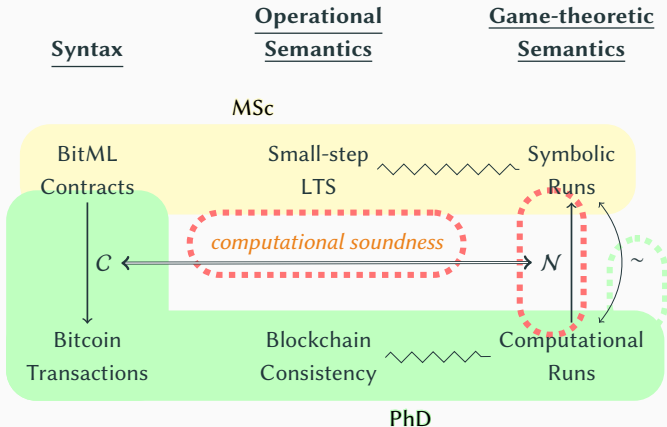 Syntax
Operational
Semantics
Game-theoretic
Semantics
MSc
BitML
Contracts
Small-step
LTS
Symbolic
Runs
computational soundness
C
N
~
Bitcoin
Transactions
Blockchain
Consistency
Computational
Runs
PhD